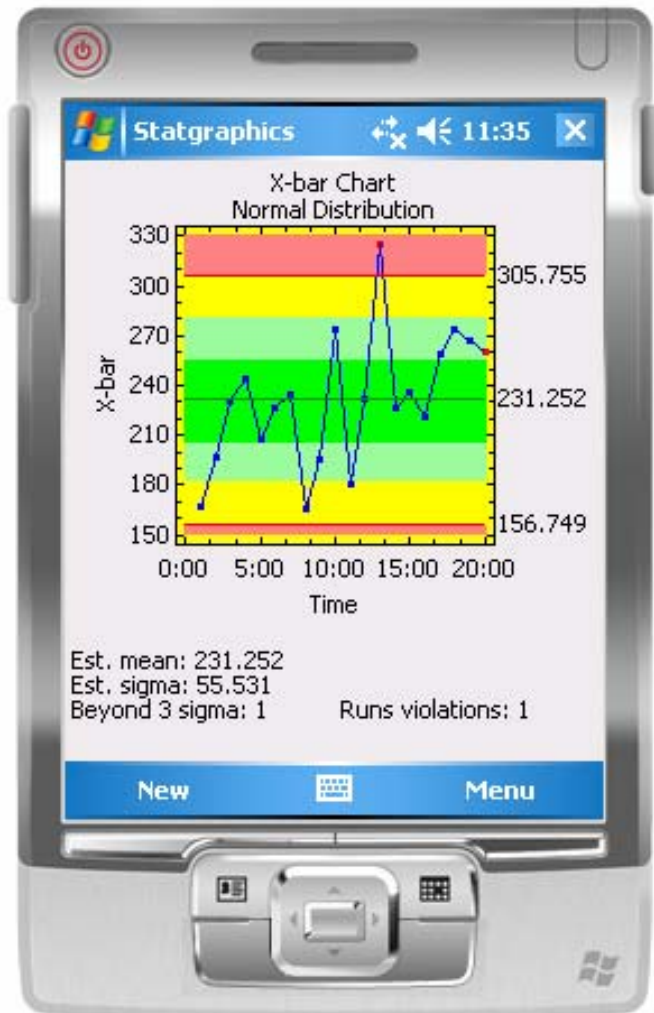 Statgraphics 11:35
X-bar Chart
Normal Distribution
330
300
270
240
210
180
150
X-bar
305.755
231.252
156.749
0:00 5:00 10:00 15:00 20:00
Time
Est. mean: 231.252
Est. sigma: 55.531
Beyond 3 sigma: 1 Runs violations: 1
New Menu